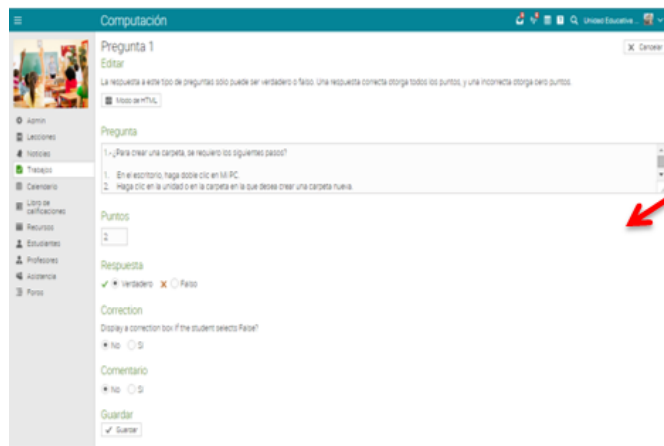 Computación
Unidad Educativa ...
Pregunta 1
X Cancelar
Editar
La respuesta a este tipo de preguntas sólo puede ser verdadero o falso. Una respuesta correcta otorga todos los puntos, y una incorrecta otorga cero puntos.
Modo de HTML
Admin
Lecciones
Noticias
Trabajos
Calendario
Libro de
calificaciones
Recursos
Estudiantes
Profesores
Asistencia
Foros
Pregunta
1.-¿Para crear una carpeta, se requiero los siguientes pasos?
1. En el escritorio, haga doble clic en Mi PC.
2. Haga clic en la unidad o en la carpeta en la que desea crear una carpeta nueva.
Puntos
2
Respuesta
Verdadero Falso
Correction
Display a correction box if the student selects False?
No Si
Comentario
No Si
Guardar
Guardar